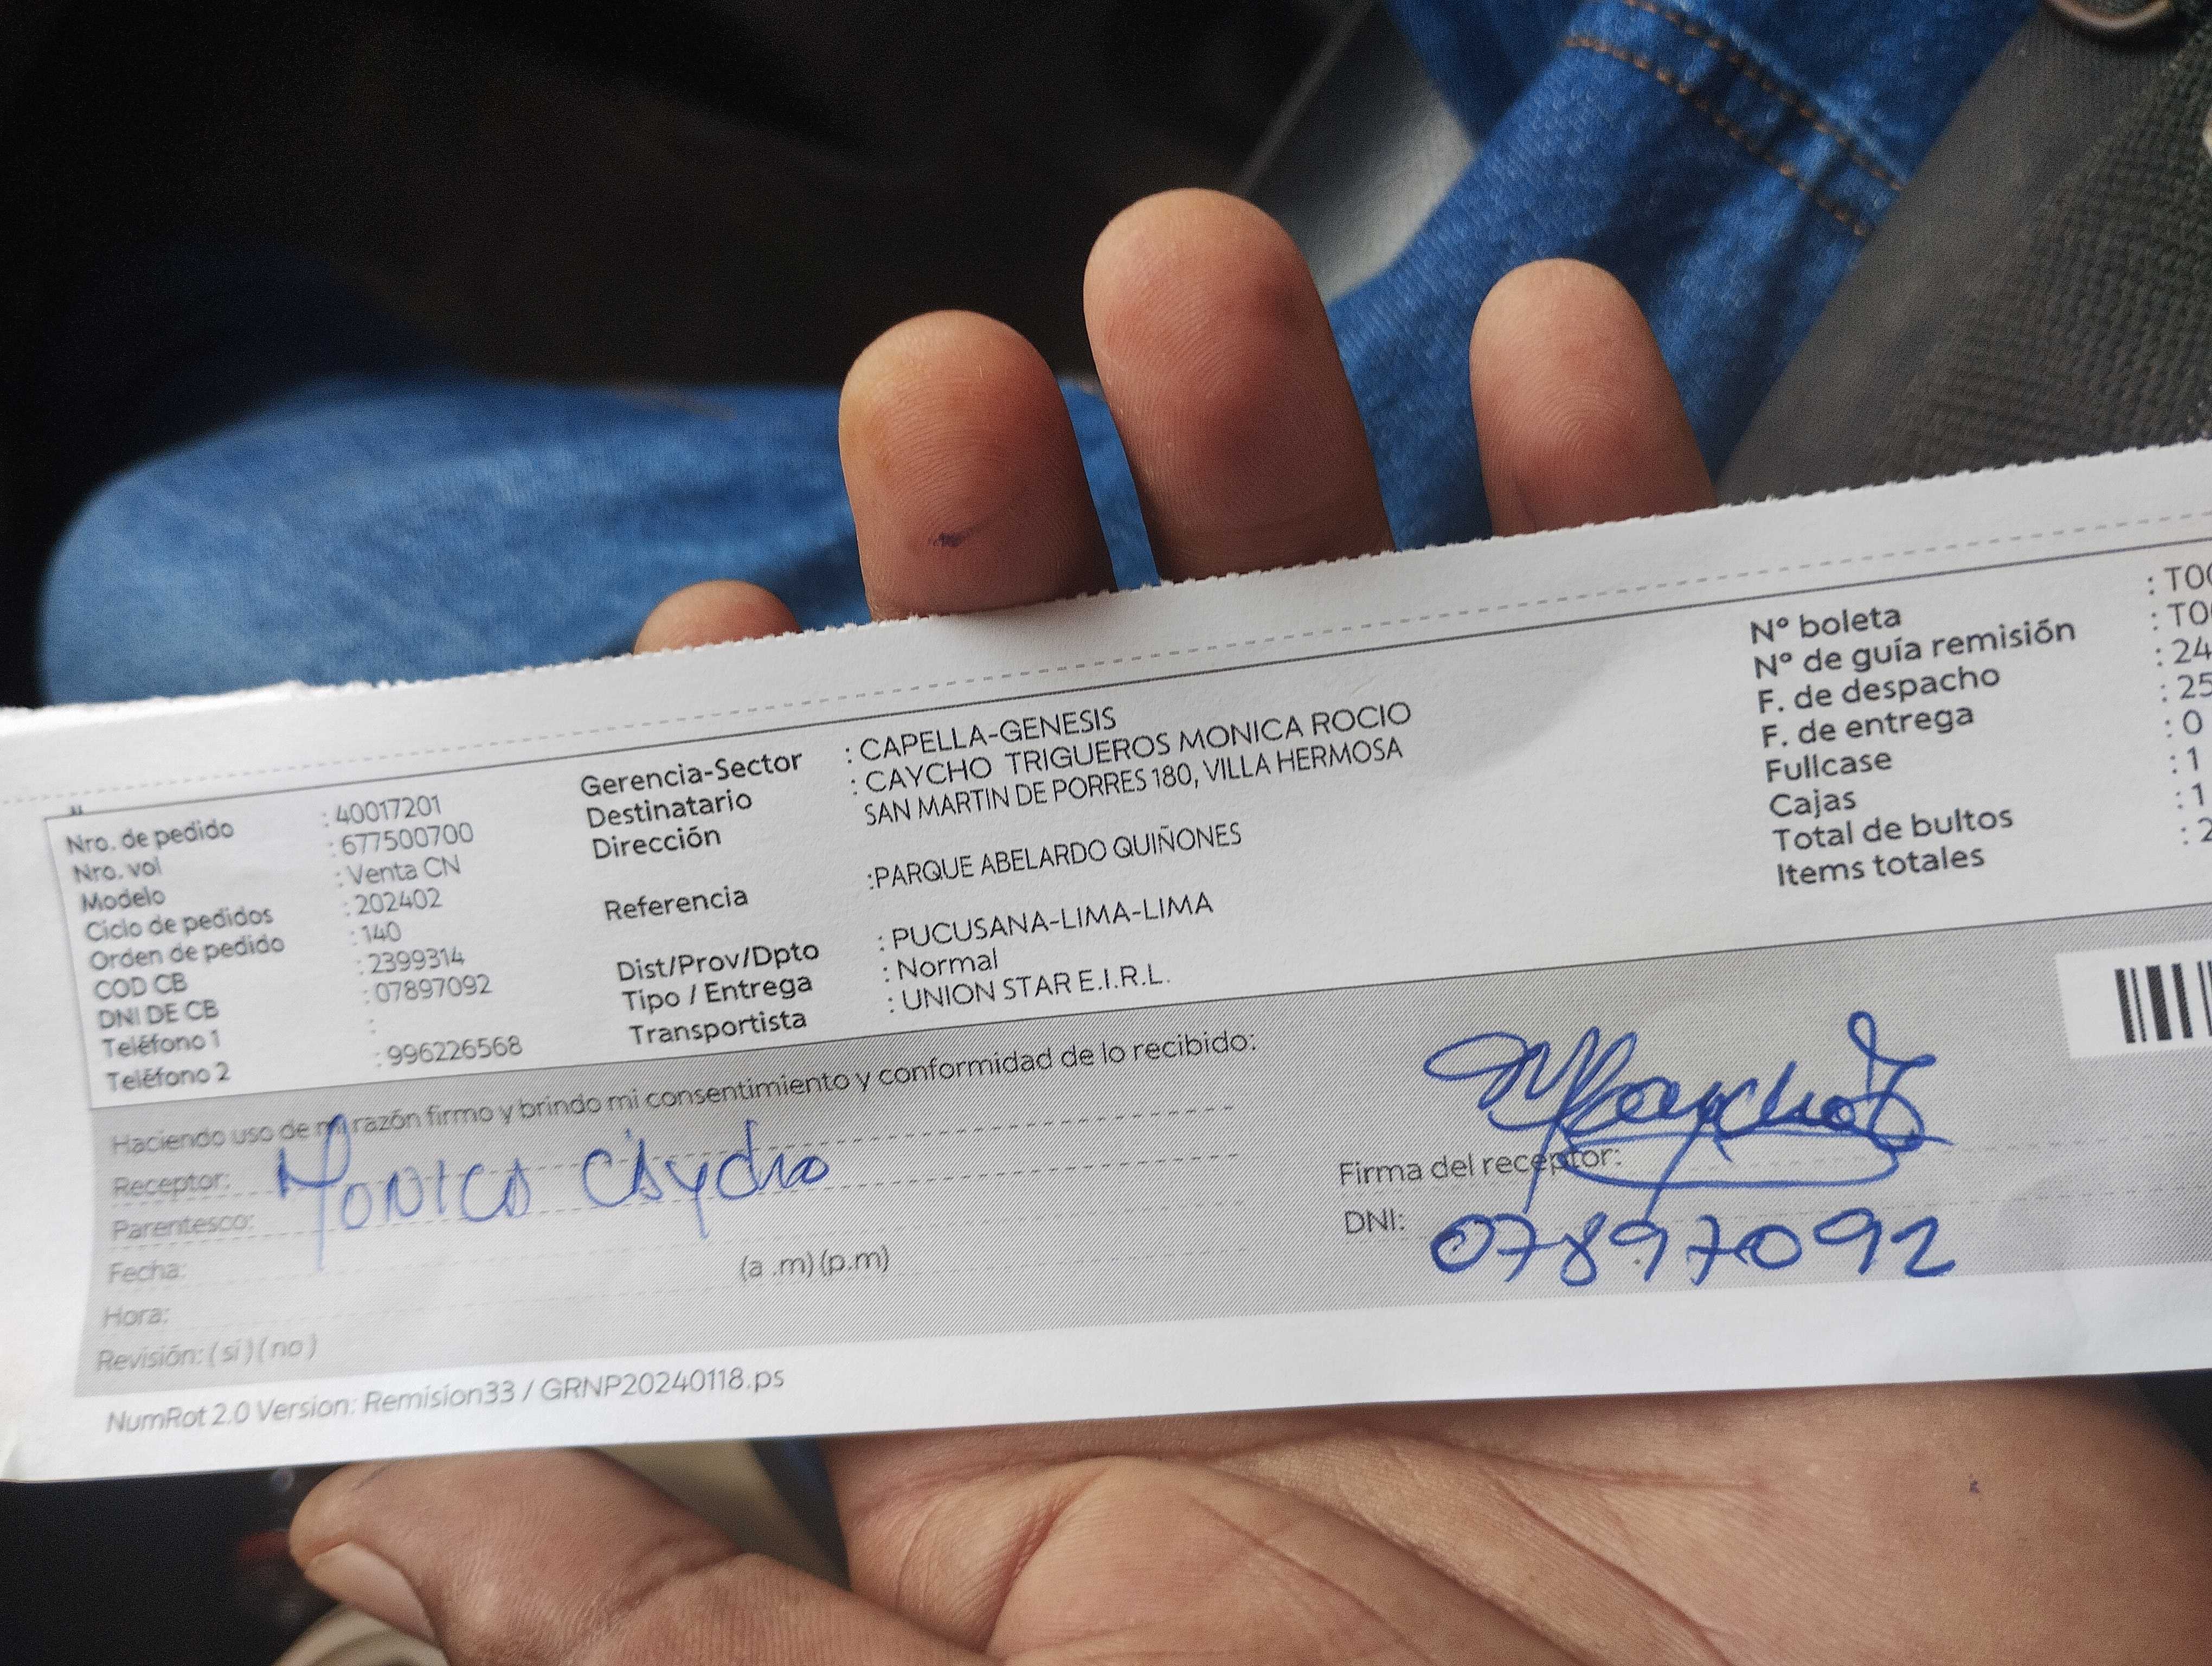 Nro. de pedido : 40017201
Nro. vol : 677500700
Modelo : Venta CN
Ciclo de pedidos : 202402
Orden de pedido : 140
COD CB : 2399314
DNI DE CB : 07897092
Teléfono 1 :
Teléfono 2 : 996226568
Gerencia-Sector : CAPELLA-GENESIS
Destinatario : CAYCHO TRIGUEROS MONICA ROCIO
Dirección SAN MARTIN DE PORRES 180, VILLA HERMOSA
Referencia :PARQUE ABELARDO QUIÑONES
Dist/Prov/Dpto : PUCUSANA-LIMA-LIMA
Tipo / Entrega : Normal
Transportista : UNION STAR E.I.R.L.
N° boleta : T00
N° de guía remisión : T0
F. de despacho : 24
F. de entrega : 25
Fullcase : 0
Cajas : 1
Total de bultos : 1
Items totales : 2
Haciendo uso de mi razón firmo y brindo mi consentimiento y conformidad de lo recibido:
Receptor: Monica Caycho
Parentesco:
Fecha:
Hora: (a .m) (p.m)
Revisión: ( si ) ( no )
Firma del receptor:
DNI: 07897092
NumRot 2.0 Version: Remision33 / GRNP20240118.ps